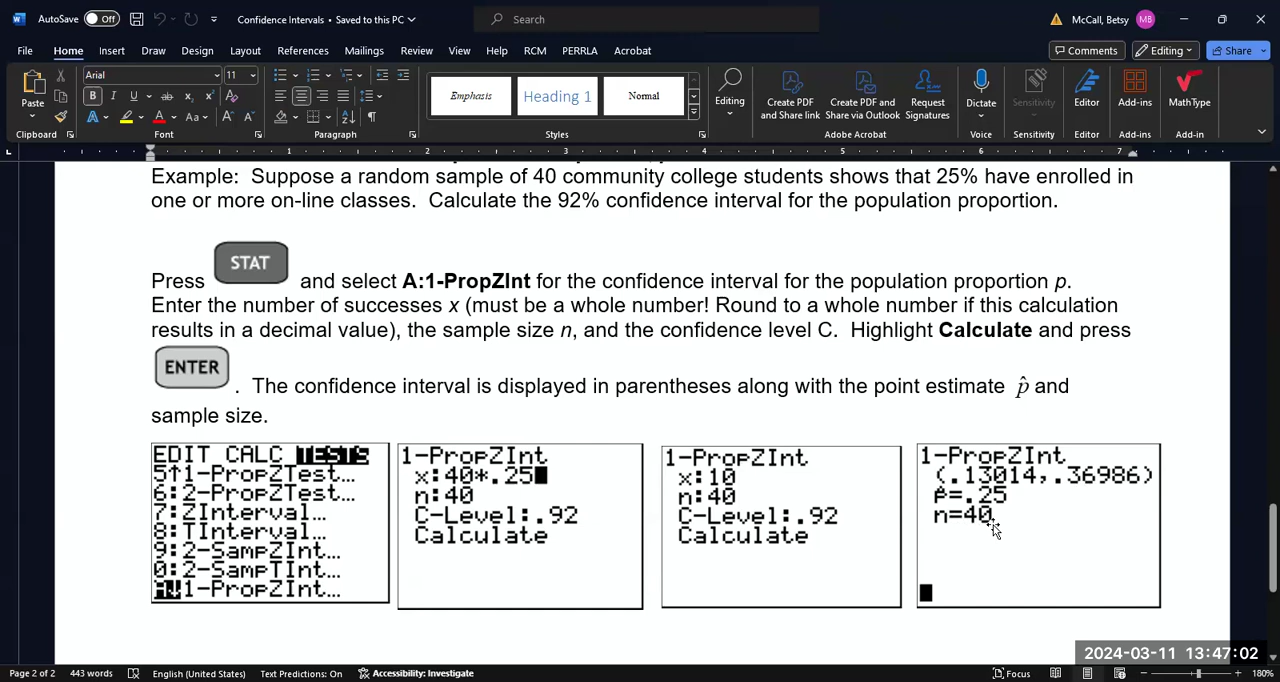 AutoSave Off Confidence Intervals • Saved to this PC Search McCall, Betsy MB
File Home Insert Draw Design Layout References Mailings Review View Help RCM PERRLA Acrobat Comments Editing Share
Arial 11
Paste
B I U ab x₂ x²
A A Aa A A
Emphasis Heading 1 Normal
Editing
Create PDF and Share link
Create PDF and Share via Outlook
Request Signatures
Dictate
Sensitivity
Editor
Add-ins
MathType
Clipboard Font Paragraph Styles Adobe Acrobat Voice Sensitivity Editor Add-ins Add-in
1 2 3 4 5 6 7
Example: Suppose a random sample of 40 community college students shows that 25% have enrolled in
one or more on-line classes. Calculate the 92% confidence interval for the population proportion.
Press STAT and select A:1-PropZInt for the confidence interval for the population proportion p.
Enter the number of successes x (must be a whole number! Round to a whole number if this calculation
results in a decimal value), the sample size n, and the confidence level C. Highlight Calculate and press
ENTER . The confidence interval is displayed in parentheses along with the point estimate p̂ and
sample size.
EDIT CALC TESTS
5↑1-PropZTest…
6:2-PropZTest…
7:ZInterval…
8:TInterval…
9:2-SampZInt…
0:2-SampTInt…
A↓1-PropZInt…
1-PropZInt
x:40*.25
n:40
C-Level:.92
Calculate
1-PropZInt
x:10
n:40
C-Level:.92
Calculate
1-PropZInt
(.13014,.36986)
p̂=.25
n=40
2024-03-11 13:47:02
Page 2 of 2 443 words English (United States) Text Predictions: On Accessibility: Investigate Focus 180%